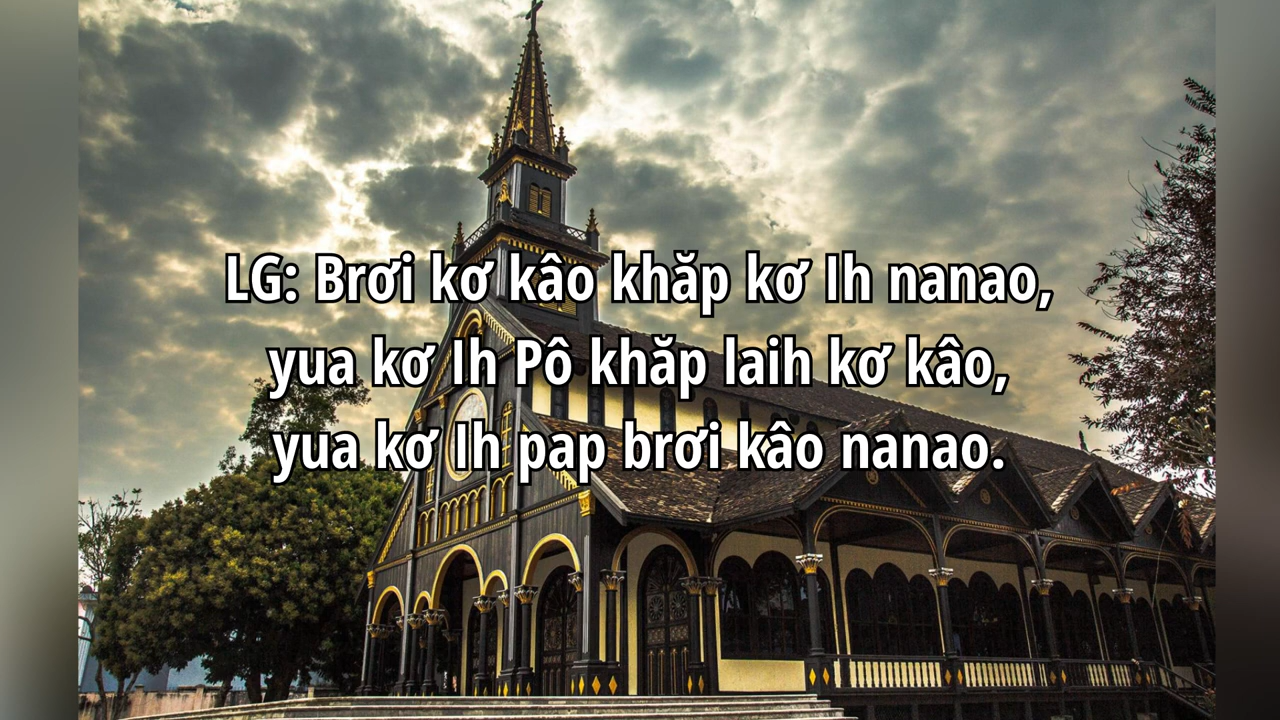 LG: Brơi kơ kâo khăp kơ Ih nanao,
yua kơ Ih Pô khăp laih kơ kâo,
yua kơ Ih pap brơi kâo nanao.